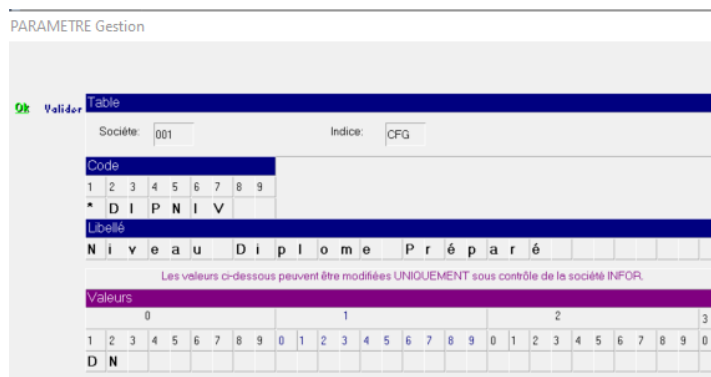 PARAMETRE Gestion
Ok Valider Table
Société: 001 Indice: CFG
Code
1 2 3 4 5 6 7 8 9
* D I P N I V
Libellé
Niveau Diplome Préparé
Les valeurs ci-dessous peuvent être modifiées UNIQUEMENT sous contrôle de la société INFOR.
Valeurs
0 1 2 3
1 2 3 4 5 6 7 8 9 0 1 2 3 4 5 6 7 8 9 0 1 2 3 4 5 6 7 8 9 0
D N